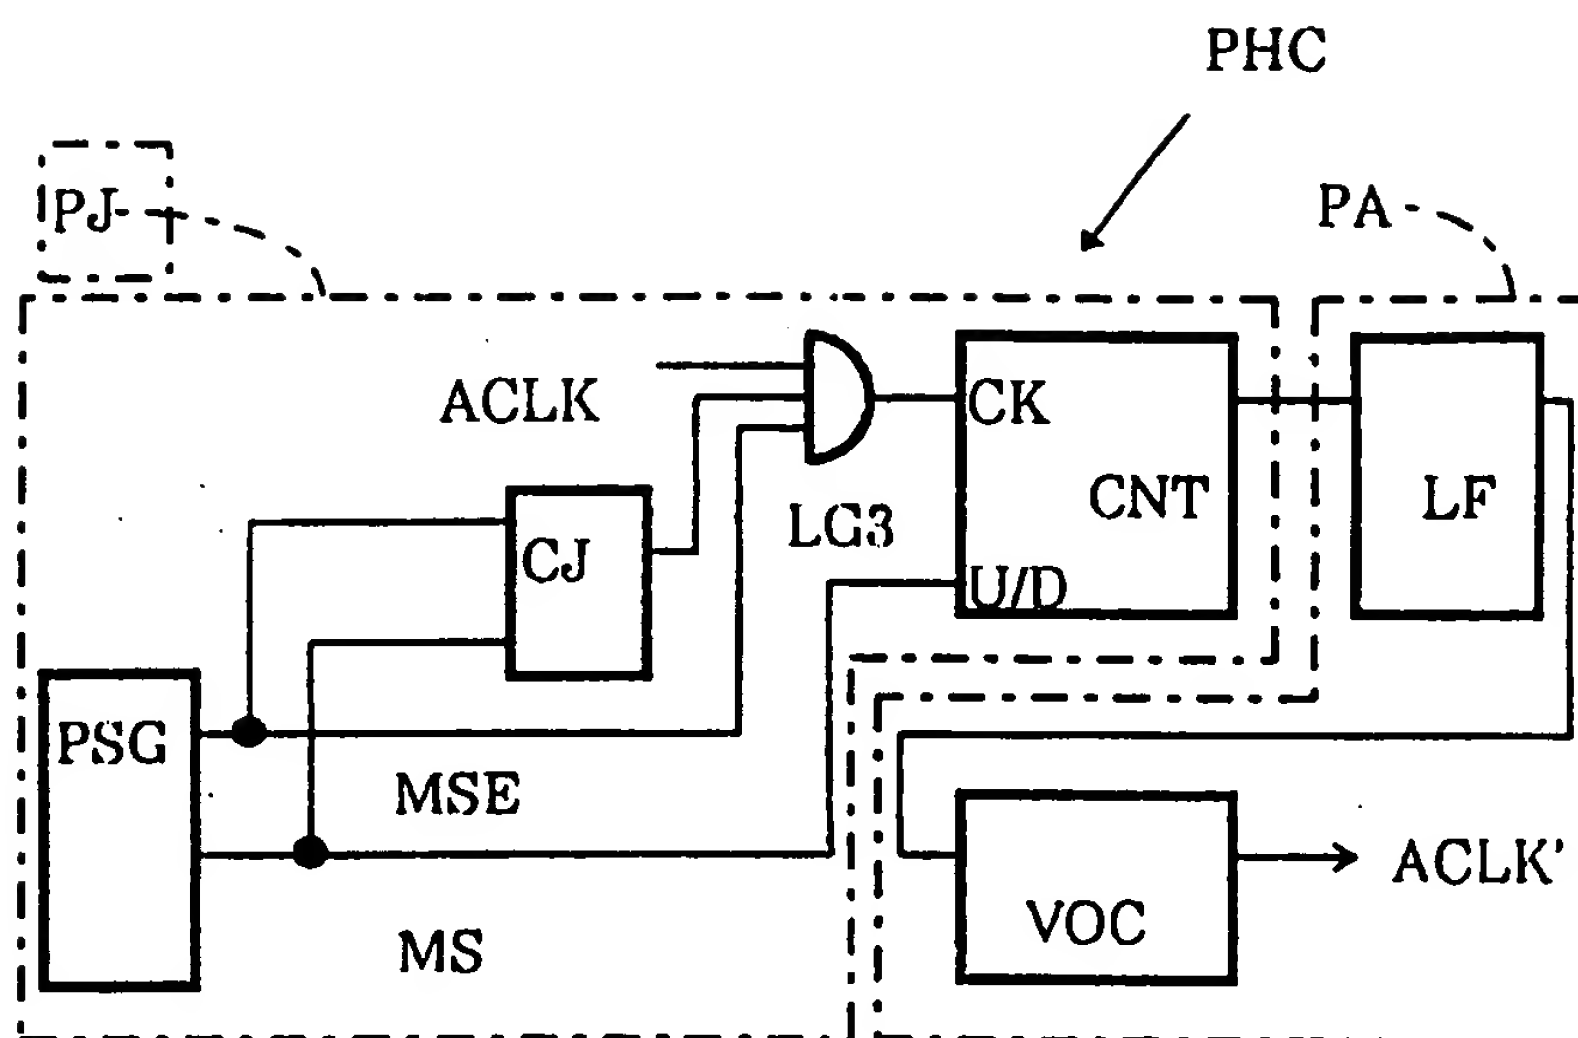 PHC
PJ
PA
ACLK
CK
CNT
LF
LG3
CJ
U/D
PSG
MSE
ACLK'
VOC
MS